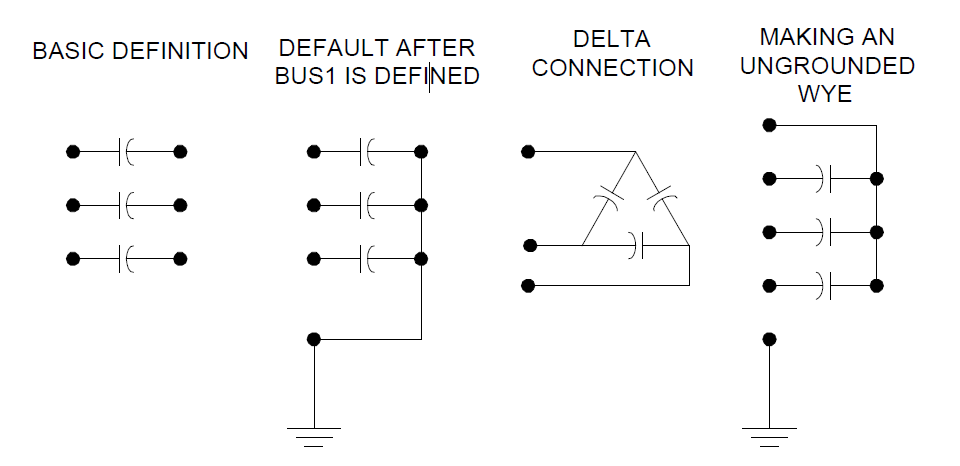 BASIC DEFINITION
DEFAULT AFTER
BUS1 IS DEFINED
DELTA
CONNECTION
MAKING AN
UNGROUNDED
WYE